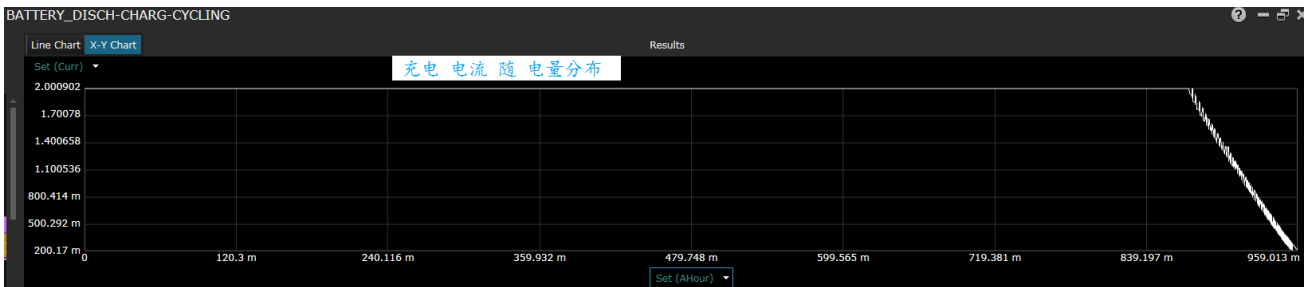 BATTERY_DISCH-CHARG-CYCLING
Line Chart X-Y Chart Results
Set (Curr)
充电 电流 随 电量分布
2.000902
1.70078
1.400658
1.100536
800.414 m
500.292 m
200.17 m
0 120.3 m 240.116 m 359.932 m 479.748 m 599.565 m 719.381 m 839.197 m 959.013 m
Set (AHour)